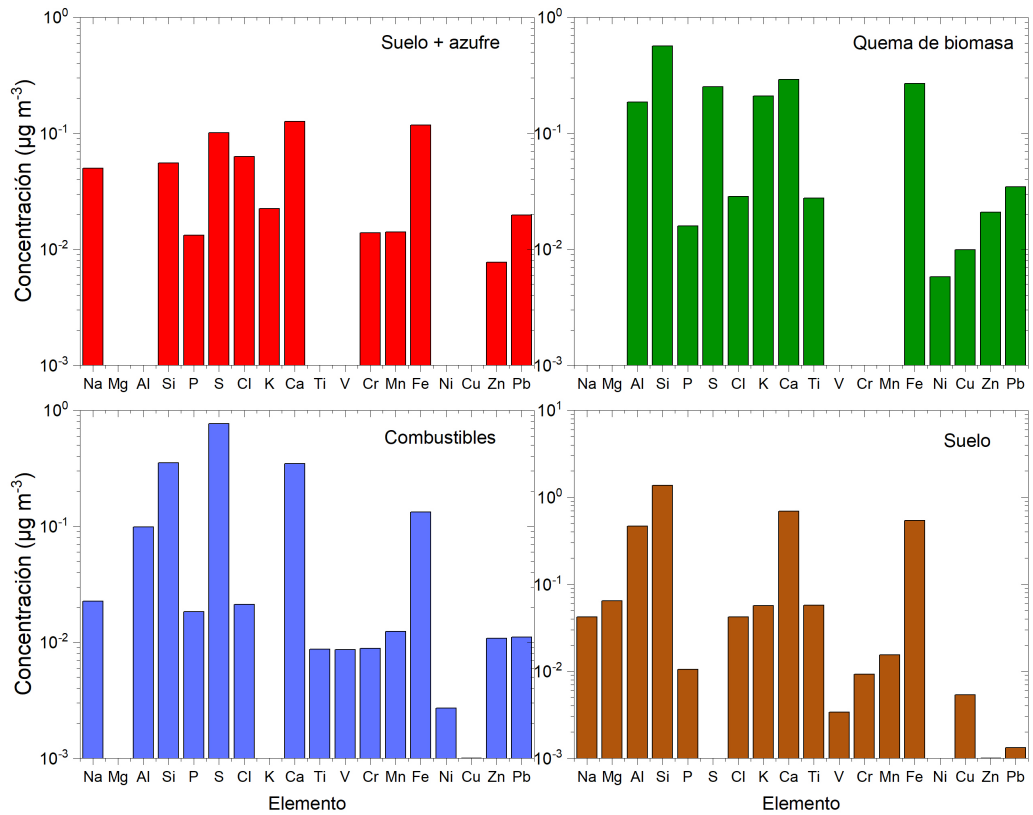 Suelo + azufre
Concentración (µg m⁻³)
10⁰
10⁻¹
10⁻²
10⁻³
Na Mg Al Si P S Cl K Ca Ti V Cr Mn Fe Ni Cu Zn Pb
Quema de biomasa
10⁰
10⁻¹
10⁻²
10⁻³
Na Mg Al Si P S Cl K Ca Ti V Cr Mn Fe Ni Cu Zn Pb
Combustibles
Concentración (µg m⁻³)
10⁰
10⁻¹
10⁻²
10⁻³
Na Mg Al Si P S Cl K Ca Ti V Cr Mn Fe Ni Cu Zn Pb
Elemento
Suelo
10¹
10⁰
10⁻¹
10⁻²
10⁻³
Na Mg Al Si P S Cl K Ca Ti V Cr Mn Fe Ni Cu Zn Pb
Elemento